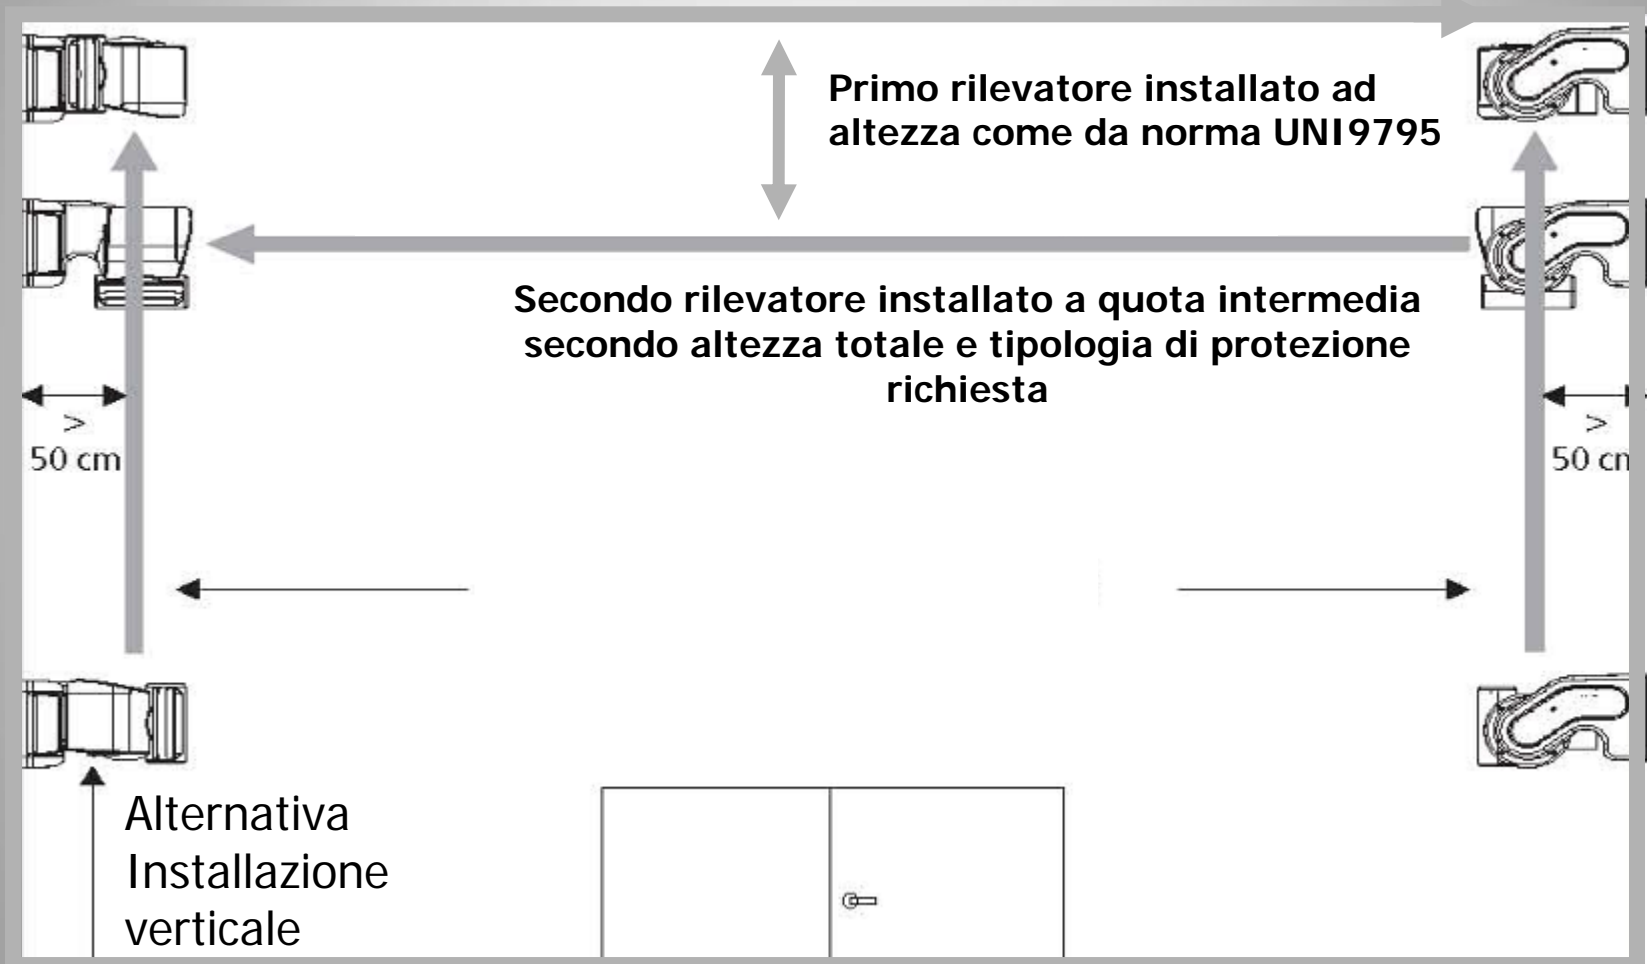 Primo rilevatore installato ad
altezza come da norma UNI9795
Secondo rilevatore installato a quota intermedia
secondo altezza totale e tipologia di protezione
richiesta
>
50 cm
>
50 cm
Alternativa
Installazione
verticale